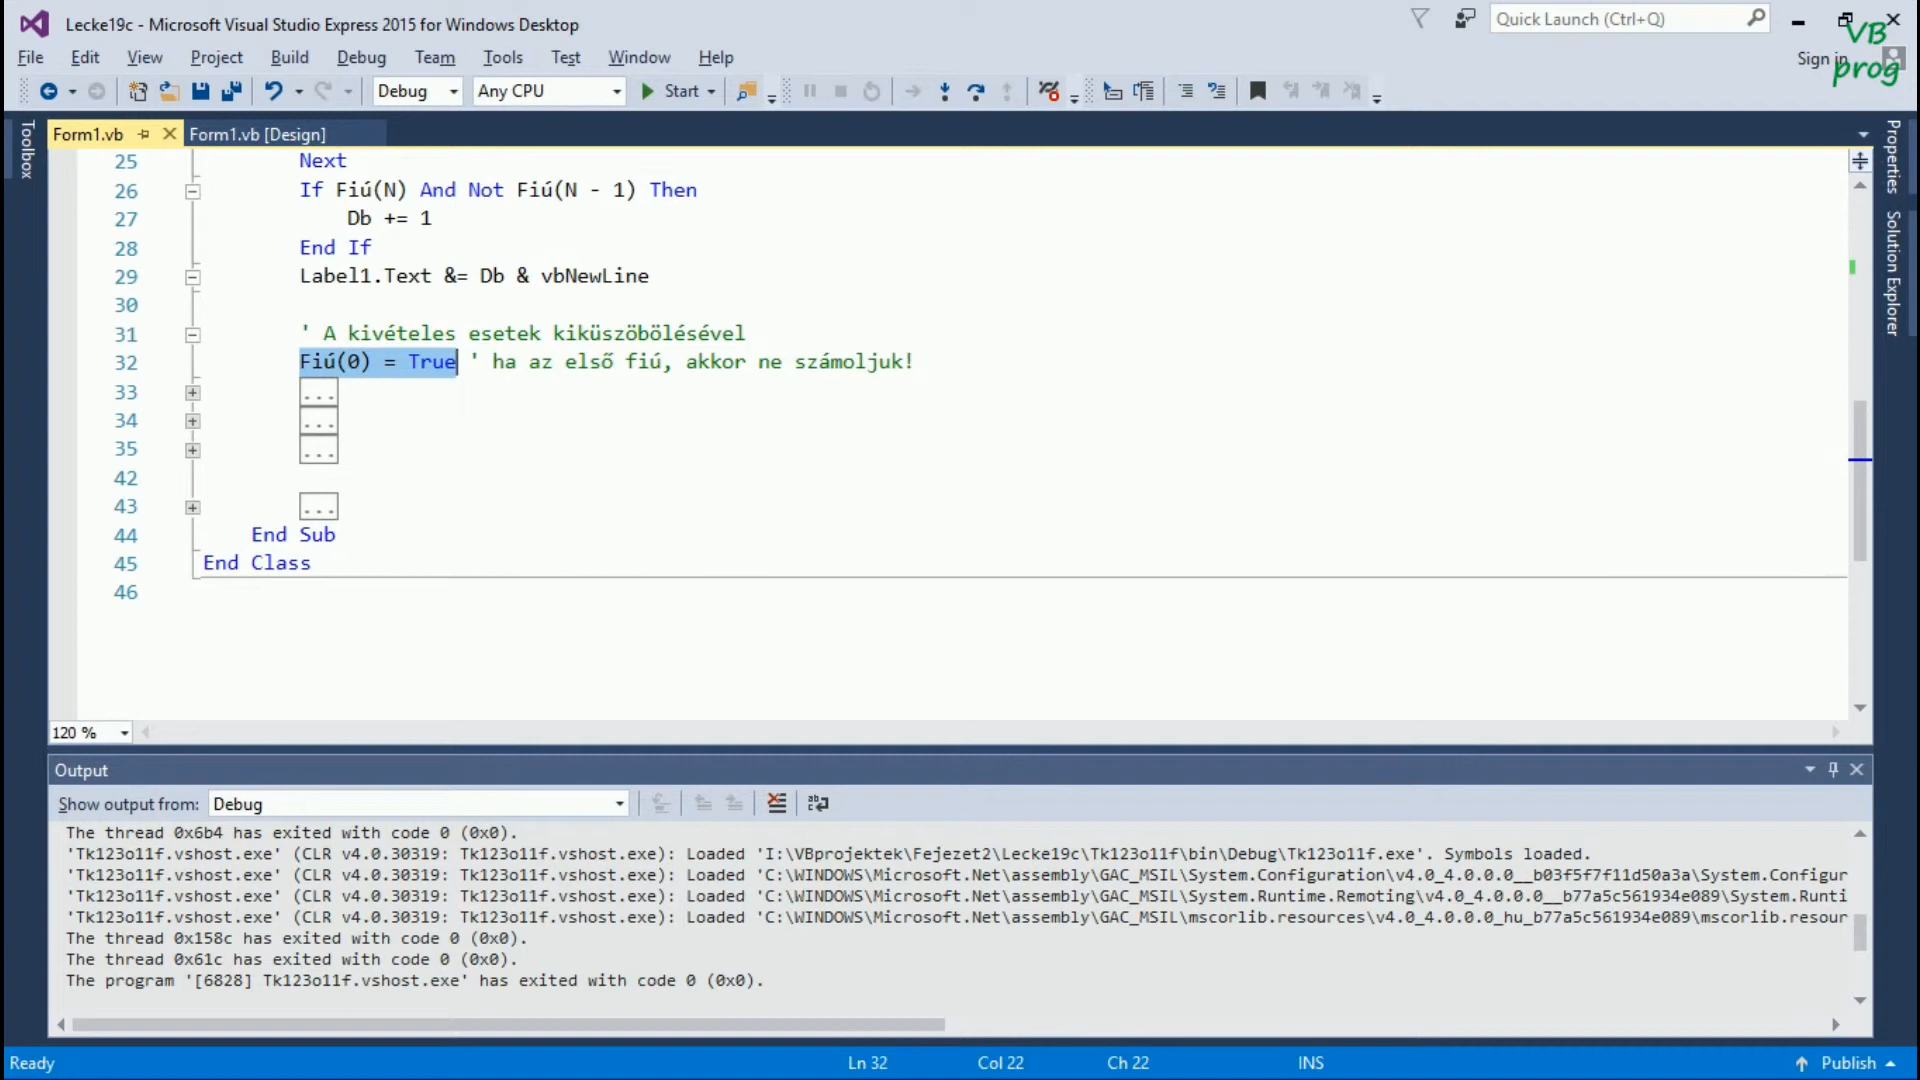 Lecke19c - Microsoft Visual Studio Express 2015 for Windows Desktop
Quick Launch (Ctrl+Q)
VB
prog
File Edit View Project Build Debug Team Tools Test Window Help
Sign in
Debug Any CPU Start
Toolbox
Form1.vb Form1.vb [Design]
Properties
Solution Explorer
25 Next
26 If Fiú(N) And Not Fiú(N - 1) Then
27 Db += 1
28 End If
29 Label1.Text &= Db & vbNewLine
30
31 ' A kivételes esetek kiküszöbölésével
32 Fiú(0) = True ' ha az első fiú, akkor ne számoljuk!
33 ...
34 ...
35 ...
42
43 ...
44 End Sub
45 End Class
46
120 %
Output
Show output from: Debug
The thread 0x6b4 has exited with code 0 (0x0).
'Tk123o11f.vshost.exe' (CLR v4.0.30319: Tk123o11f.vshost.exe): Loaded 'I:\VBprojektek\Fejezet2\Lecke19c\Tk123o11f\bin\Debug\Tk123o11f.exe'. Symbols loaded.
'Tk123o11f.vshost.exe' (CLR v4.0.30319: Tk123o11f.vshost.exe): Loaded 'C:\WINDOWS\Microsoft.Net\assembly\GAC_MSIL\System.Configuration\v4.0_4.0.0.0__b03f5f7f11d50a3a\System.Configur
'Tk123o11f.vshost.exe' (CLR v4.0.30319: Tk123o11f.vshost.exe): Loaded 'C:\WINDOWS\Microsoft.Net\assembly\GAC_MSIL\System.Runtime.Remoting\v4.0_4.0.0.0__b77a5c561934e089\System.Runti
'Tk123o11f.vshost.exe' (CLR v4.0.30319: Tk123o11f.vshost.exe): Loaded 'C:\WINDOWS\Microsoft.Net\assembly\GAC_MSIL\mscorlib.resources\v4.0_4.0.0.0_hu_b77a5c561934e089\mscorlib.resour
The thread 0x158c has exited with code 0 (0x0).
The thread 0x61c has exited with code 0 (0x0).
The program '[6828] Tk123o11f.vshost.exe' has exited with code 0 (0x0).
Ready Ln 32 Col 22 Ch 22 INS Publish